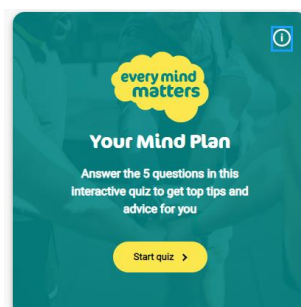 every mind
matters
Your Mind Plan
Answer the 5 questions in this
interactive quiz to get top tips and
advice for you
Start quiz